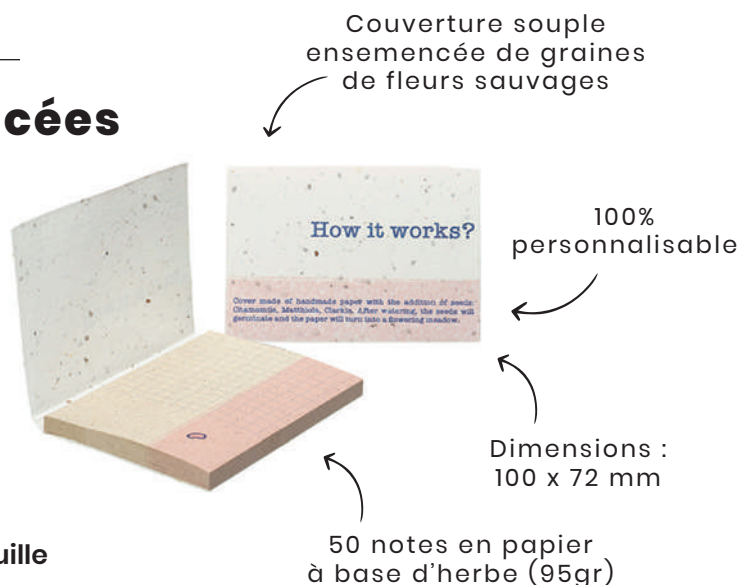 Couverture souple
ensemencée de graines
de fleurs sauvages
cées
How it works?
100%
personnalisable
Cover made of handmade paper with the addition of seeds:
Chamomile, Matthiola, Clarkia. After watering, the seeds will
germinate and the paper will turn into a flowering meadow.
Dimensions :
100 x 72 mm
50 notes en papier
à base d'herbe (95gr)
uille